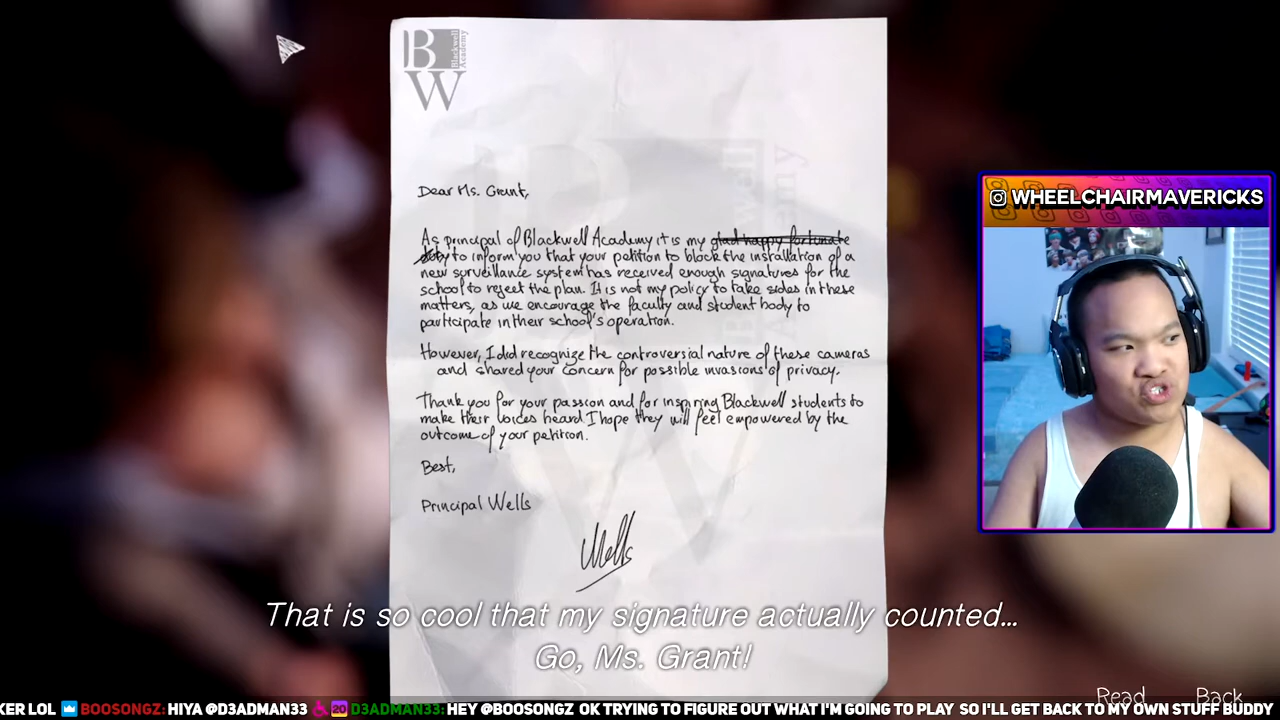 BW
Blackwell
Academy
Dear Ms. Grant,
As principal of Blackwell Academy it is my glad happy fortunate
duty to inform you that your petition to block the installation of a
new surveillance system has received enough signatures for the
school to reject the plan. It is not my policy to take sides in these
matters, as we encourage the faculty and student body to
participate in their school's operation.
However, I did recognize the controversial nature of these cameras
and shared your concern for possible invasions of privacy.
Thank you for your passion and for inspiring Blackwell students to
make their voices heard I hope they will feel empowered by the
outcome of your petition.
Best,
Principal Wells
Wells
That is so cool that my signature actually counted...
Go, Ms. Grant!
Read Back
WHEELCHAIRMAVERICKS
KER LOL BOOSONGZ: HIYA @D3ADMAN33 20 D3ADMAN33: HEY @BOOSONGZ OK TRYING TO FIGURE OUT WHAT I'M GOING TO PLAY SO I'LL GET BACK TO MY OWN STUFF BUDDY